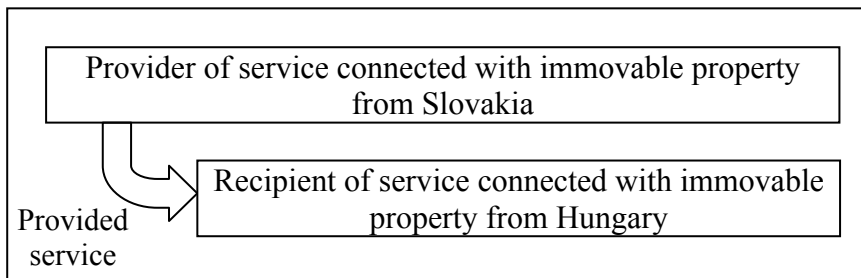 Provider of service connected with immovable property
from Slovakia
Recipient of service connected with immovable
property from Hungary
Provided
service